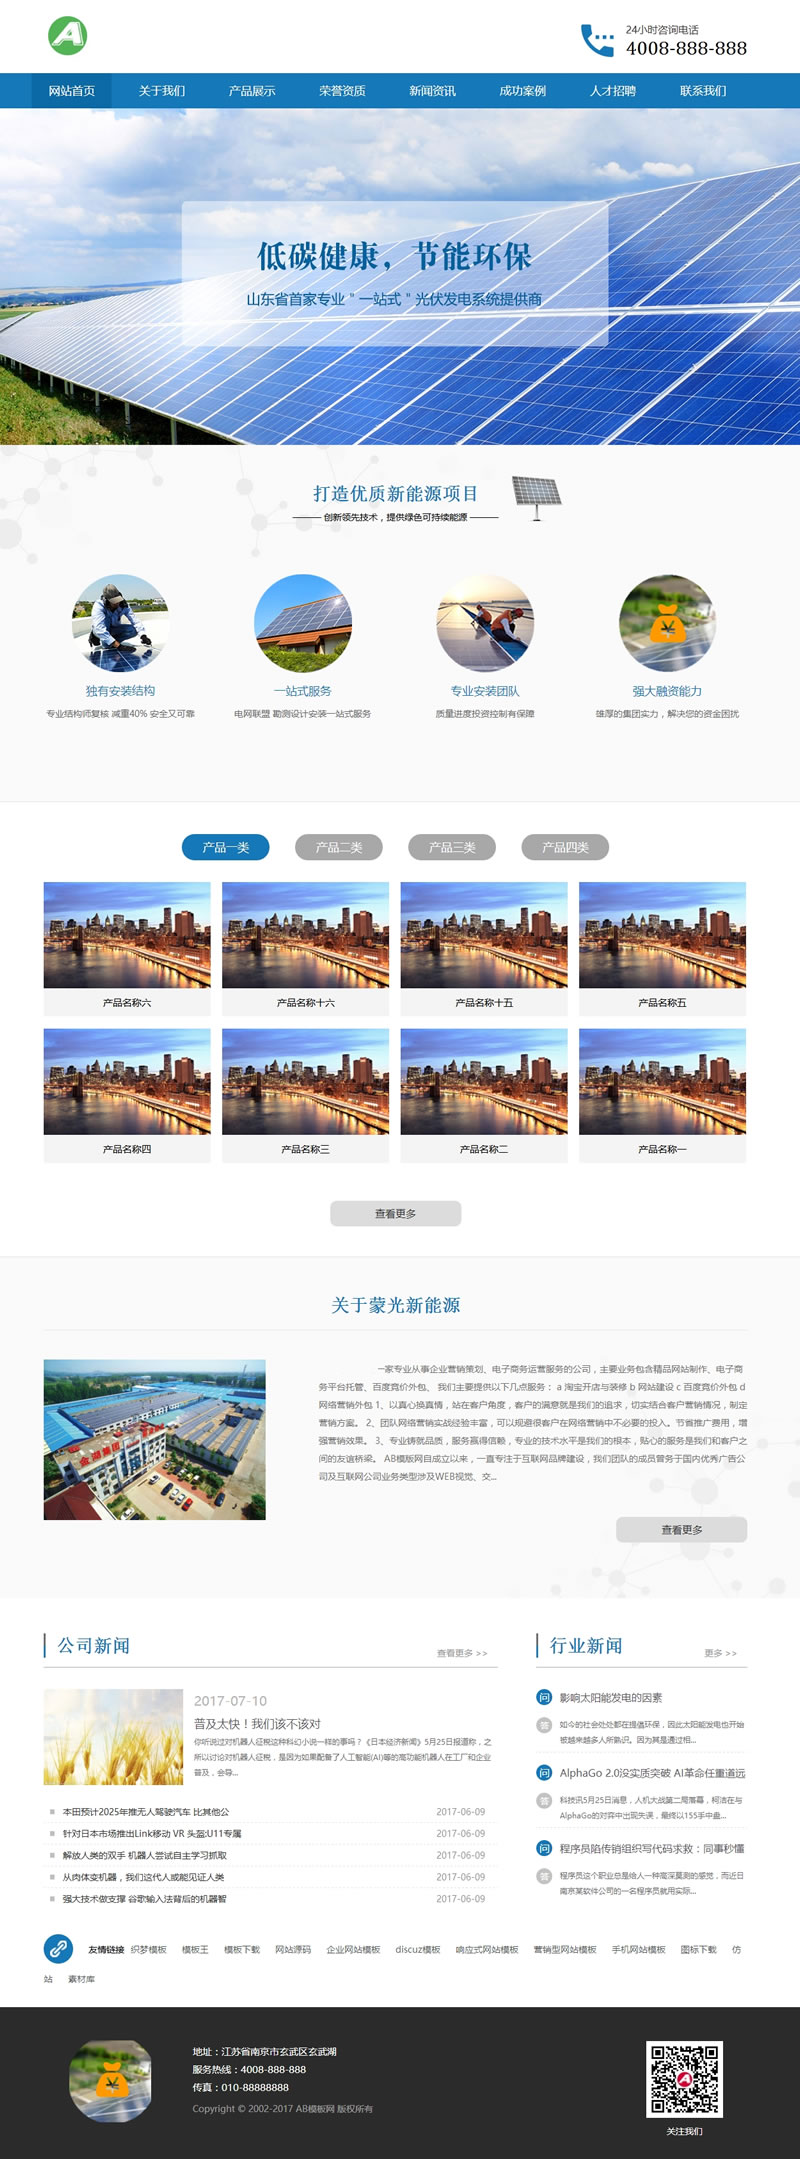 A
24小时咨询电话
4008-888-888
网站首页 关于我们 产品展示 荣誉资质 新闻资讯 成功案例 人才招聘 联系我们
低碳健康，节能环保
山东省首家专业＂一站式＂光伏发电系统提供商
打造优质新能源项目
创新领先技术，提供绿色可持续能源
独有安装结构 一站式服务 专业安装团队 强大融资能力
专业结构师复核 减重40% 安全又可靠 电网联盟 勘测设计安装一站式服务 质量进度投资控制有保障 雄厚的集团实力，解决您的资金困扰
产品一类 产品二类 产品三类 产品四类
产品名称六 产品名称十六 产品名称十五 产品名称五
产品名称四 产品名称三 产品名称二 产品名称一
查看更多
关于蒙光新能源
一家专业从事企业营销策划、电子商务运营服务的公司，主要业务包含精品网站制作、电子商
务平台托管、百度竞价外包、 我们主要提供以下几点服务： a 淘宝开店与装修 b 网站建设 c 百度竞价外包 d
网络营销外包 1、以真心换真情，站在客户角度，客户的满意就是我们的追求，切实结合客户营销情况，制定
营销方案。 2、团队网络营销实战经验丰富，可以规避很客户在网络营销中不必要的投入。节省推广费用，增
强营销效果。 3、专业铸就品质，服务赢得信赖，专业的技术水平是我们的根本，贴心的服务是我们和客户之
间的友谊桥梁。 AB模版网自成立以来，一直专注于互联网品牌建设，我们团队的成员曾务于国内优秀广告公
司及互联网公司业务类型涉及WEB视觉、交...
查看更多
公司新闻
查看更多 >>
2017-07-10
普及太快！我们该不该对
你听说过对机器人征税这种科幻小说一样的事吗？《日本经济新闻》5月25日报道称，之
所以讨论对机器人征税，是因为如果配备了人工智能(AI)等的高功能机器人在工厂和企业
普及，会导...
本田预计2025年推无人驾驶汽车 比其他公 2017-06-09
针对日本市场推出Link移动 VR 头盔:U11专属 2017-06-09
解放人类的双手 机器人尝试自主学习抓取 2017-06-09
从肉体变机器，我们这代人或能见证人类 2017-06-09
强大技术做支撑 谷歌输入法背后的机器智 2017-06-09
行业新闻
更多 >>
问 影响太阳能发电的因素
答 如今的社会处处都在提倡环保，因此太阳能发电也开始
被越来越多人所熟识。因为其是通过相...
问 AlphaGo 2.0没实质突破 AI革命任重道远
答 科技讯5月25日消息，人机大战第二局落幕，柯洁在与
AlphaGo的对弈中出现失误，最终以155手中盘...
问 程序员陷传销组织写代码求救：同事秒懂
答 程序员这个职业总是给人一种高深莫测的感觉，而近日
南京某软件公司的一名程序员就用实际...
友情链接 织梦模板 模板王 模板下载 网站源码 企业网站模板 discuz模板 响应式网站模板 营销型网站模板 手机网站模板 图标下载 仿
站 素材库
地址：江苏省南京市玄武区玄武湖
服务热线：4008-888-888
传真：010-88888888
Copyright © 2002-2017 AB模板网 版权所有
关注我们